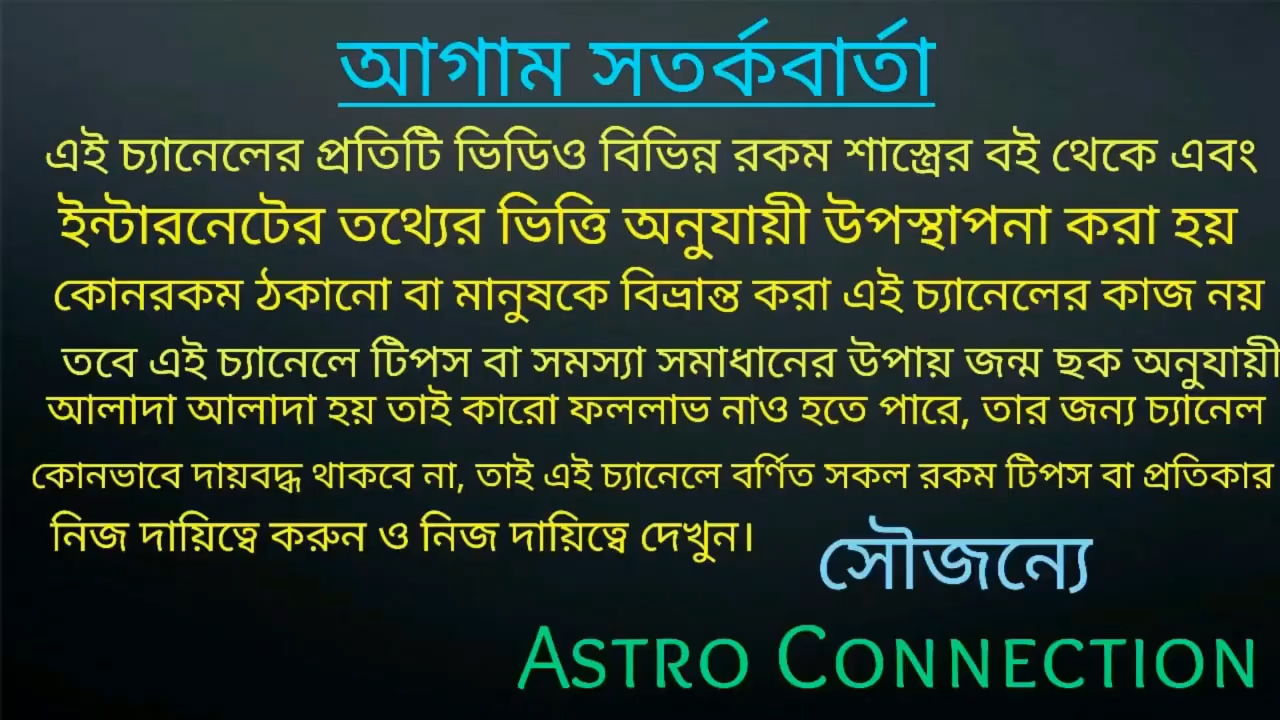 আগাম সতর্কবার্তা
এই চ্যানেলের প্রতিটি ভিডিও বিভিন্ন রকম শাস্ত্রের বই থেকে এবং
ইন্টারনেটের তথ্যের ভিত্তি অনুযায়ী উপস্থাপনা করা হয়
কোনরকম ঠকানো বা মানুষকে বিভ্রান্ত করা এই চ্যানেলের কাজ নয়
তবে এই চ্যানেলে টিপস বা সমস্যা সমাধানের উপায় জন্ম ছক অনুযায়ী
আলাদা আলাদা হয় তাই কারো ফললাভ নাও হতে পারে, তার জন্য চ্যানেল
কোনভাবে দায়বদ্ধ থাকবে না, তাই এই চ্যানেলে বর্ণিত সকল রকম টিপস বা প্রতিকার
নিজ দায়িত্বে করুন ও নিজ দায়িত্বে দেখুন।
সৌজন্যে
ASTRO CONNECTION